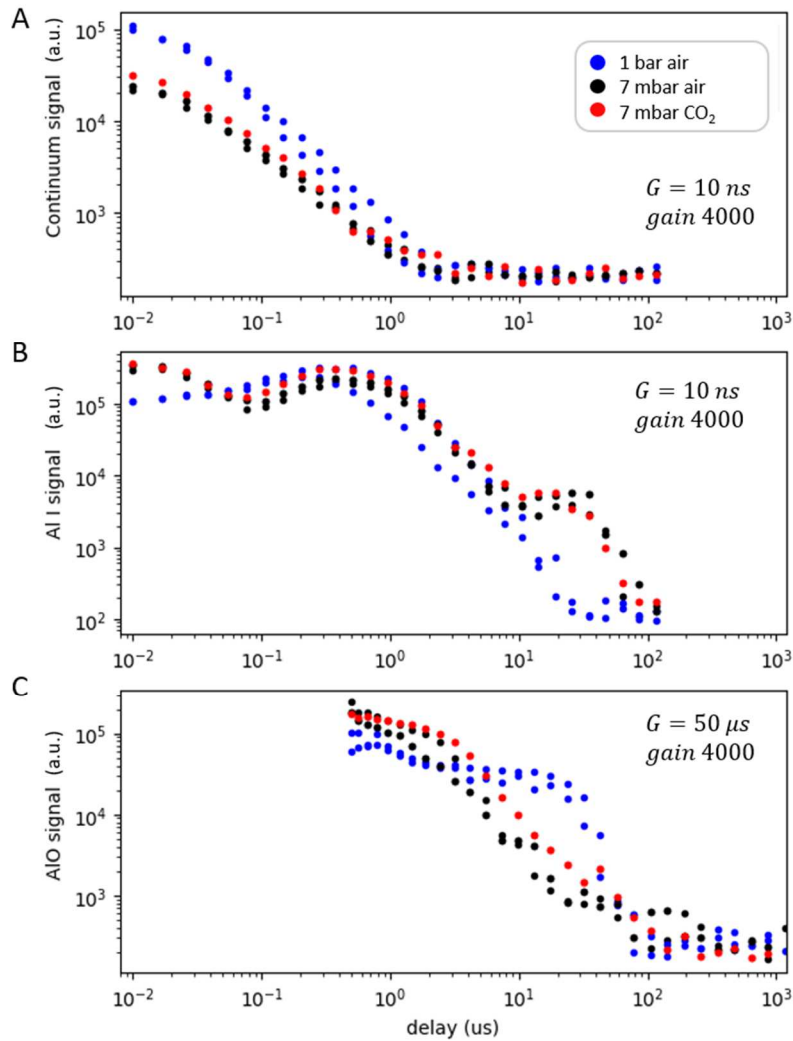 A
Continuum signal (a.u.)
10^5
10^4
10^3
1 bar air
7 mbar air
7 mbar CO₂
G = 10 ns
gain 4000
10^-2
10^-1
10^0
10^1
10^2
10^3
B
Al I signal (a.u.)
10^5
10^4
10^3
10^2
G = 10 ns
gain 4000
10^-2
10^-1
10^0
10^1
10^2
10^3
C
AlO signal (a.u.)
10^5
10^4
10^3
G = 50 μs
gain 4000
10^-2
10^-1
10^0
10^1
10^2
10^3
delay (us)